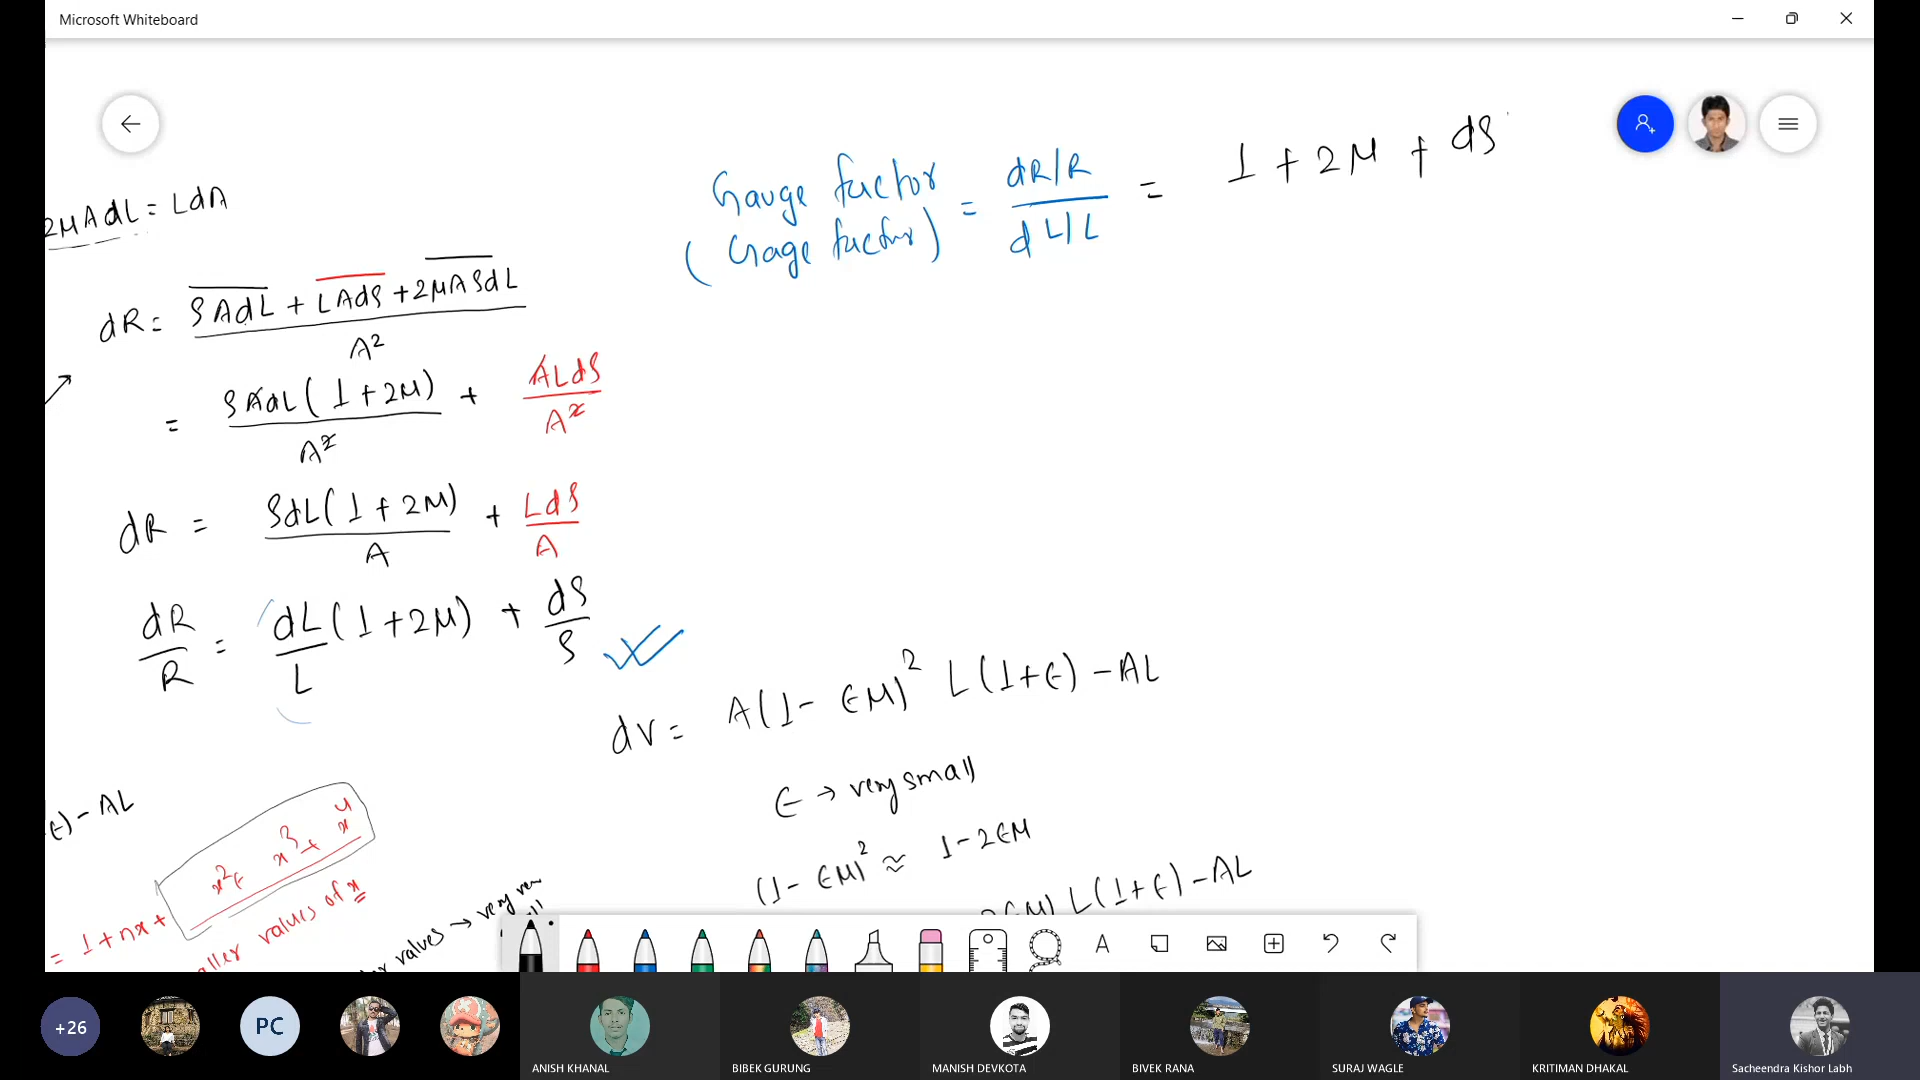 Microsoft Whiteboard
2μAdL = LdA
Gauge factor
(Gage factor) = dR/R / dL/L = 1 + 2μ + dρ
dR = ρAdL + LAdρ + 2μAρdL / A²
= ρAdL(1+2μ) / A² + ALdρ / A²
dR = ρdL(1+2μ) / A + Ldρ / A
dR/R = dL/L (1+2μ) + dρ/ρ
dV = A(1-ϵμ)² L(1+ϵ) - AL
ϵ → very small
(1-ϵμ)² ≈ 1-2ϵμ
L(1+ϵ) - AL
ϵ) - AL
= 1 + nx + x² + x³ + x⁴
aller values of x
values → very very
A
+26
PC
ANISH KHANAL
BIBEK GURUNG
MANISH DEVKOTA
BIVEK RANA
SURAJ WAGLE
KRITIMAN DHAKAL
Sacheendra Kishor Labh